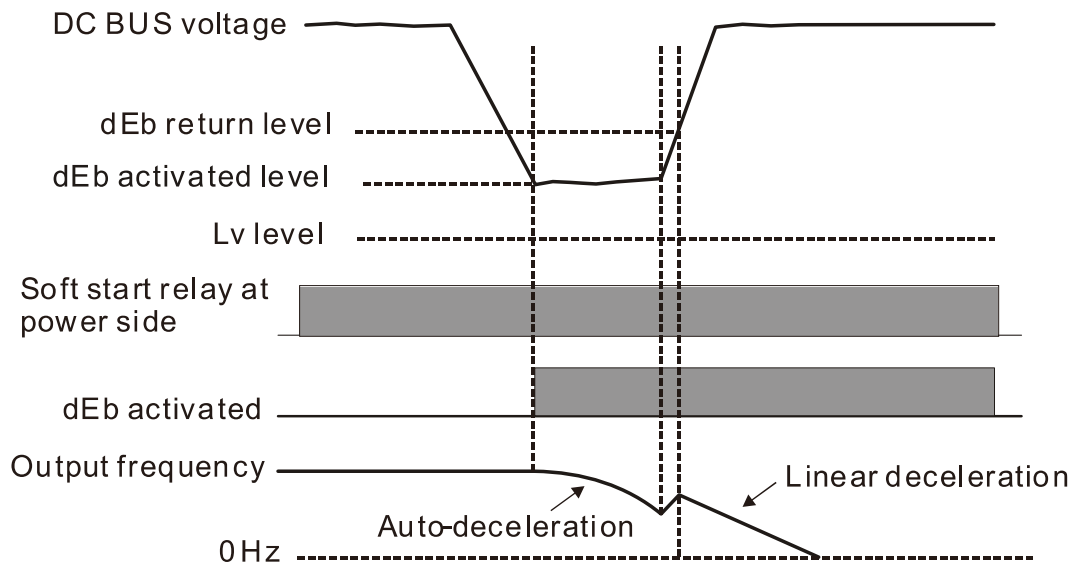 DC BUS voltage
dEb return level
dEb activated level
Lv level
Soft start relay at
power side
dEb activated
Output frequency
Linear deceleration
Auto-deceleration
0Hz